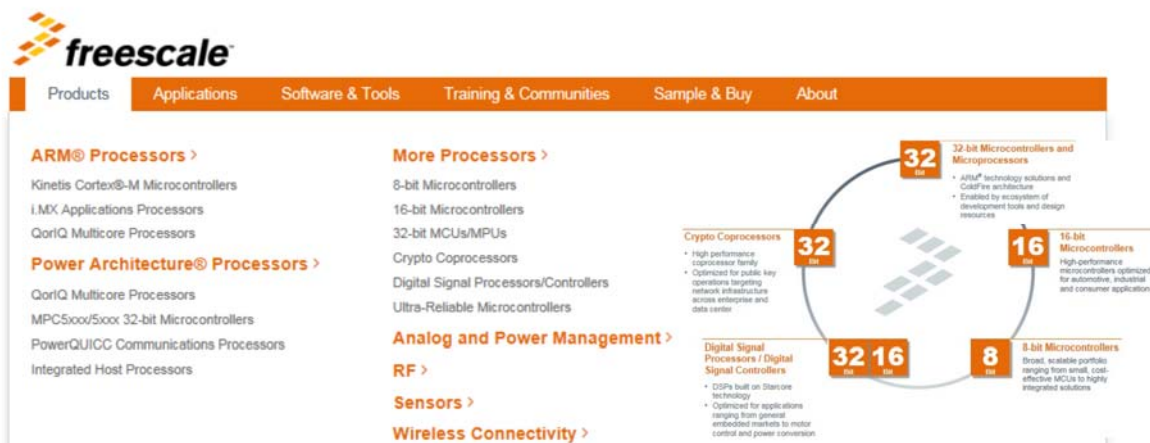 freescale™
Products Applications Software & Tools Training & Communities Sample & Buy About
ARM® Processors >
Kinetis Cortex®-M Microcontrollers
i.MX Applications Processors
QorIQ Multicore Processors
Power Architecture® Processors >
QorIQ Multicore Processors
MPC5xxx/5xxx 32-bit Microcontrollers
PowerQUICC Communications Processors
Integrated Host Processors
More Processors >
8-bit Microcontrollers
16-bit Microcontrollers
32-bit MCUs/MPUs
Crypto Coprocessors
Digital Signal Processors/Controllers
Ultra-Reliable Microcontrollers
Analog and Power Management >
RF >
Sensors >
Wireless Connectivity >
32
Bit
32-bit Microcontrollers and
Microprocessors
• ARM® technology solutions and
ColdFire architecture
• Enabled by ecosystem of
development tools and design
resources
Crypto Coprocessors
• High performance
coprocessor family
• Optimized for public key
operations targeting
network infrastructure
across enterprise and
data center
32
Bit
16
Bit
16-bit
Microcontrollers
High-performance
microcontrollers optimized
for automotive, industrial
and consumer application
Digital Signal
Processors / Digital
Signal Controllers
• DSPs built on Starcore
technology
• Optimized for applications
ranging from general
embedded markets to motor
control and power conversion
32 16
Bit Bit
8
Bit
8-bit Microcontrollers
Broad, scalable portfolio
ranging from small, cost-
effective MCUs to highly
integrated solutions